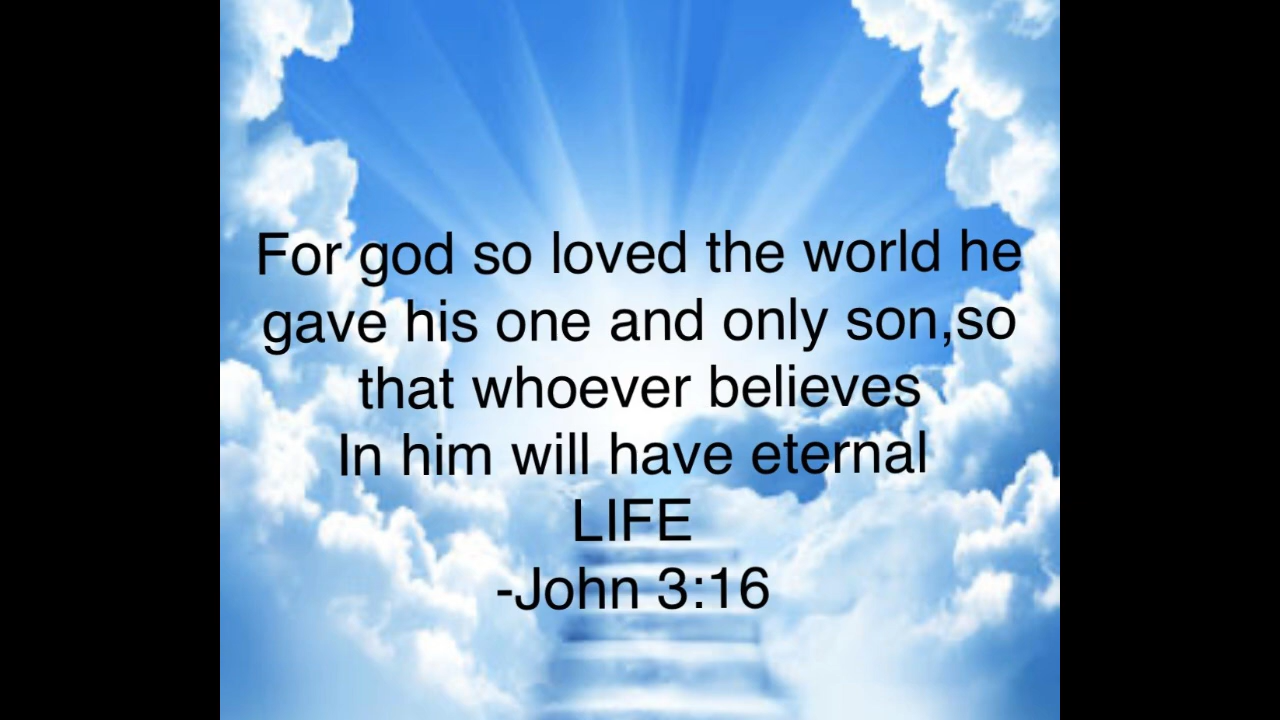 For god so loved the world he
gave his one and only son,so
that whoever believes
In him will have eternal
LIFE
-John 3:16